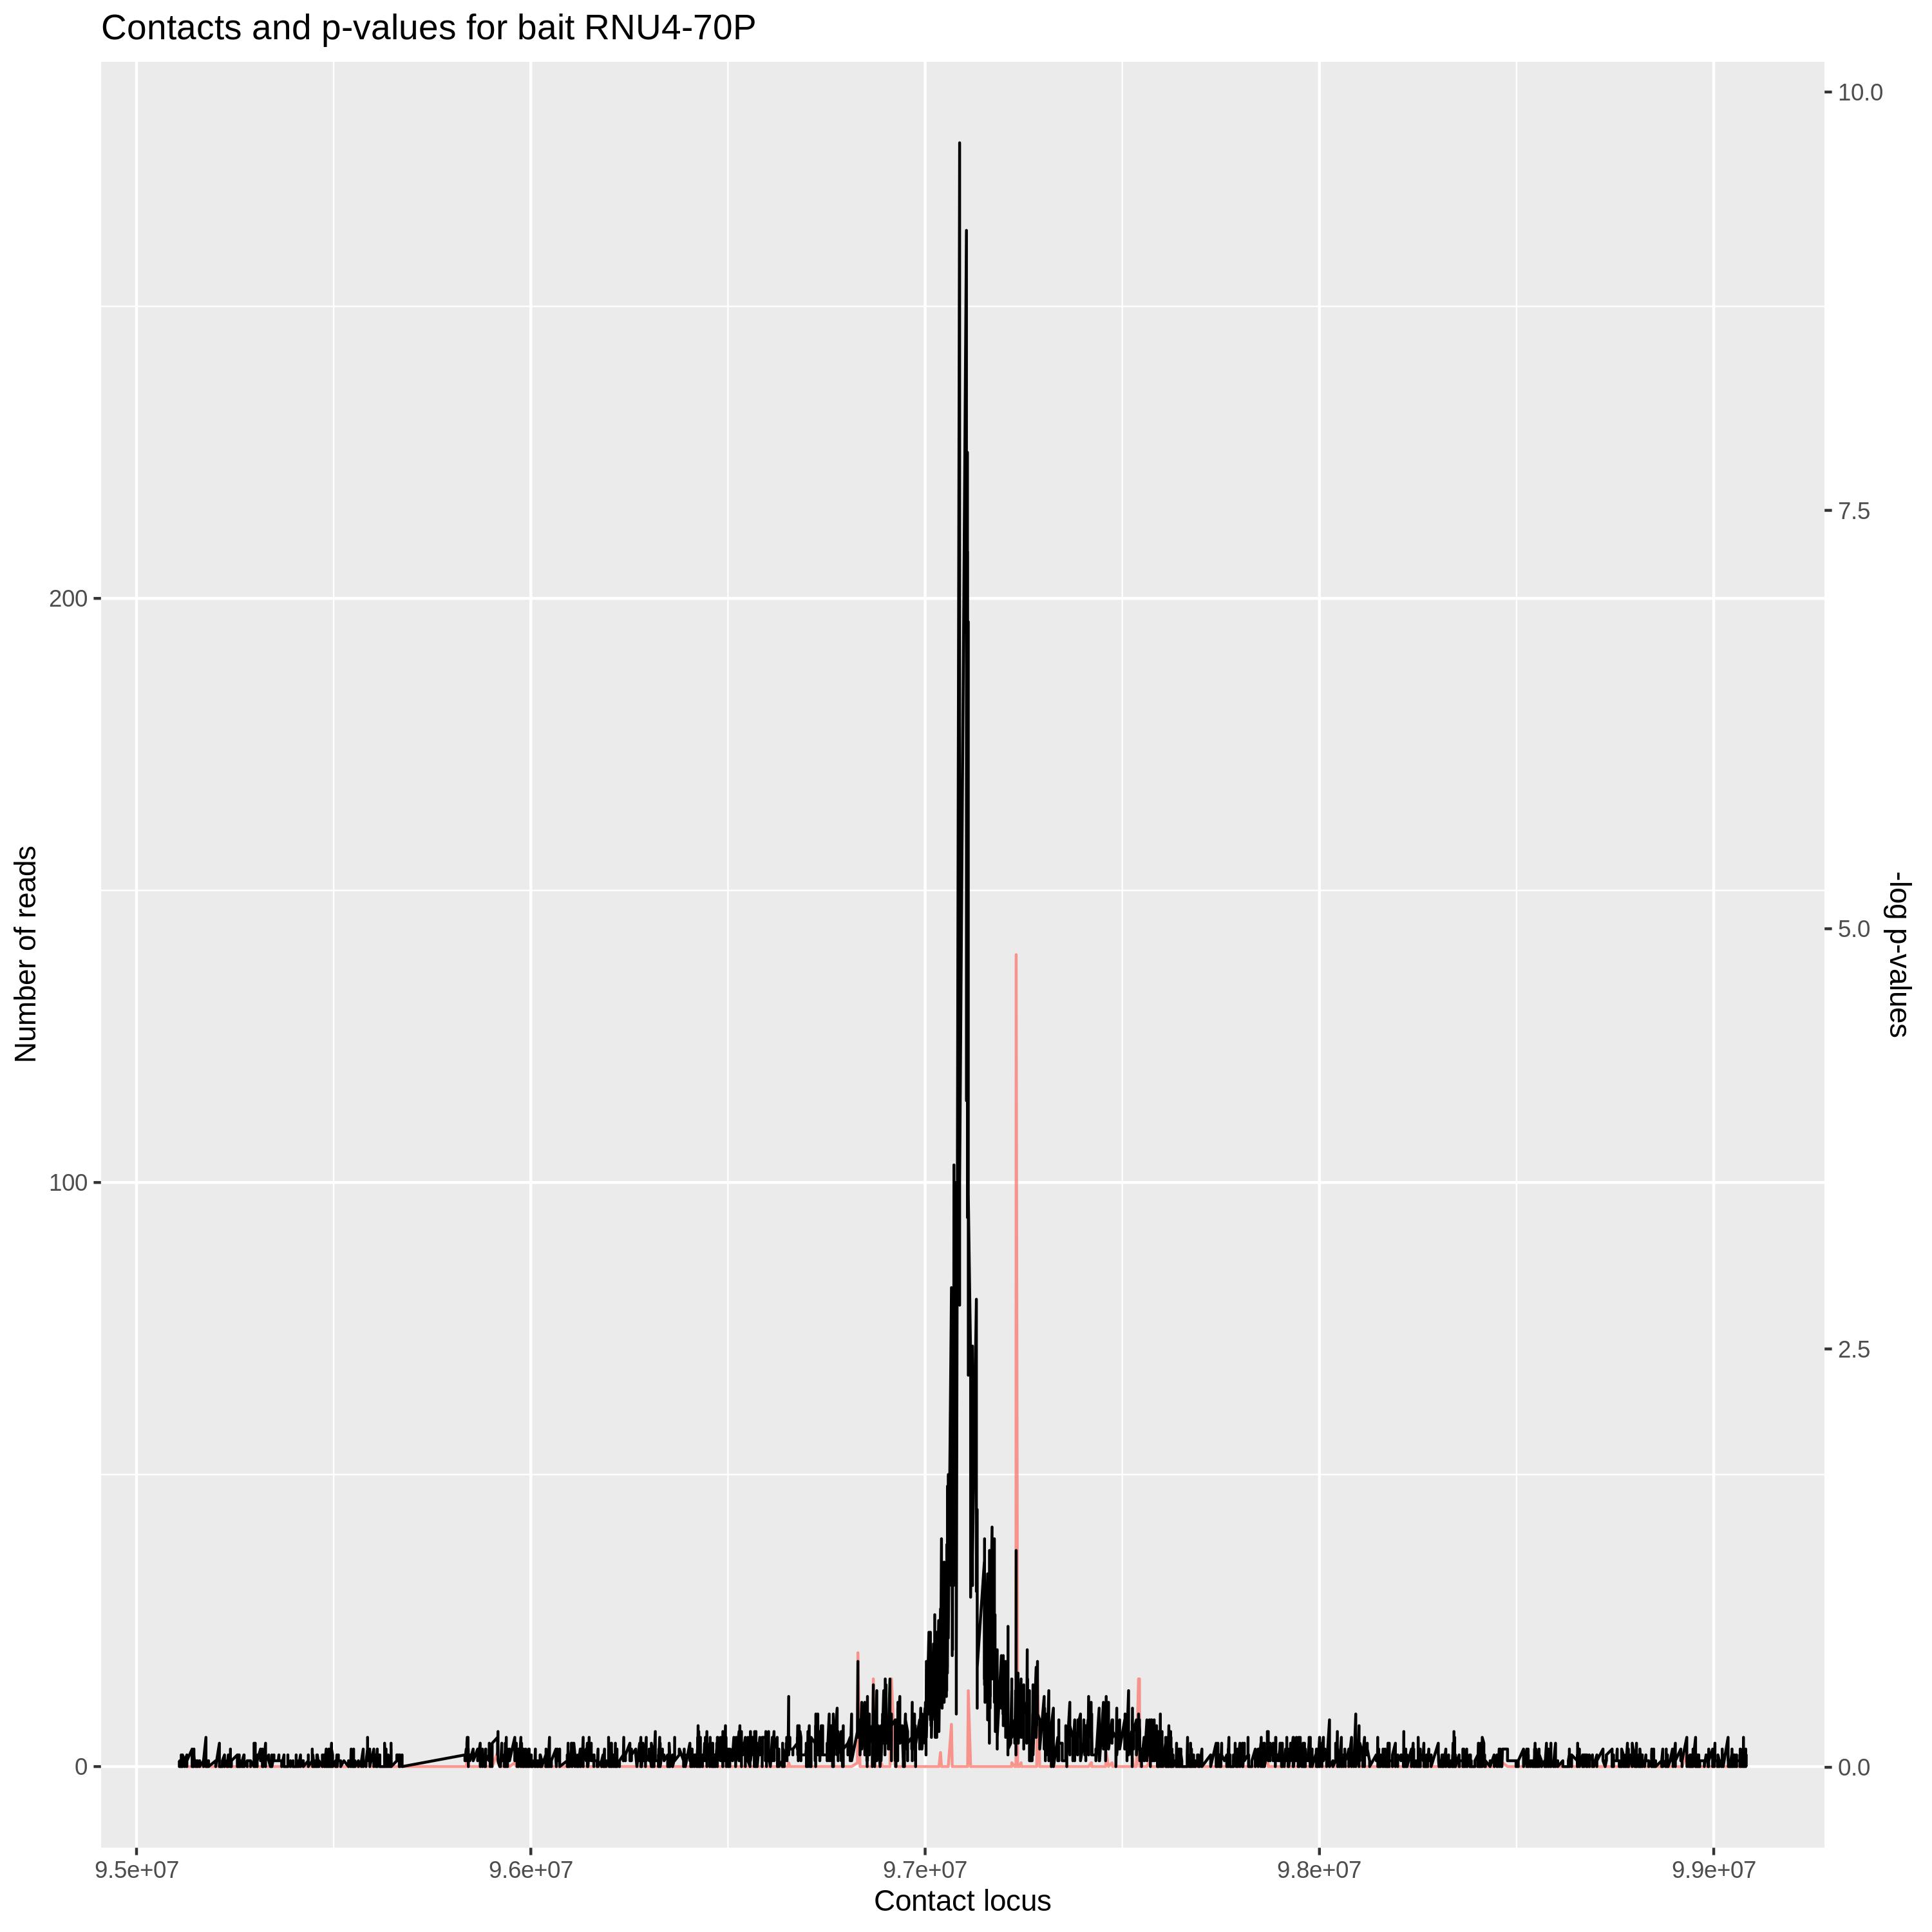 Contacts and p-values for bait RNU4-70P
Number of reads
200
100
0
10.0
7.5
5.0
2.5
0.0
-log p-values
9.5e+07
9.6e+07
9.7e+07
9.8e+07
9.9e+07
Contact locus